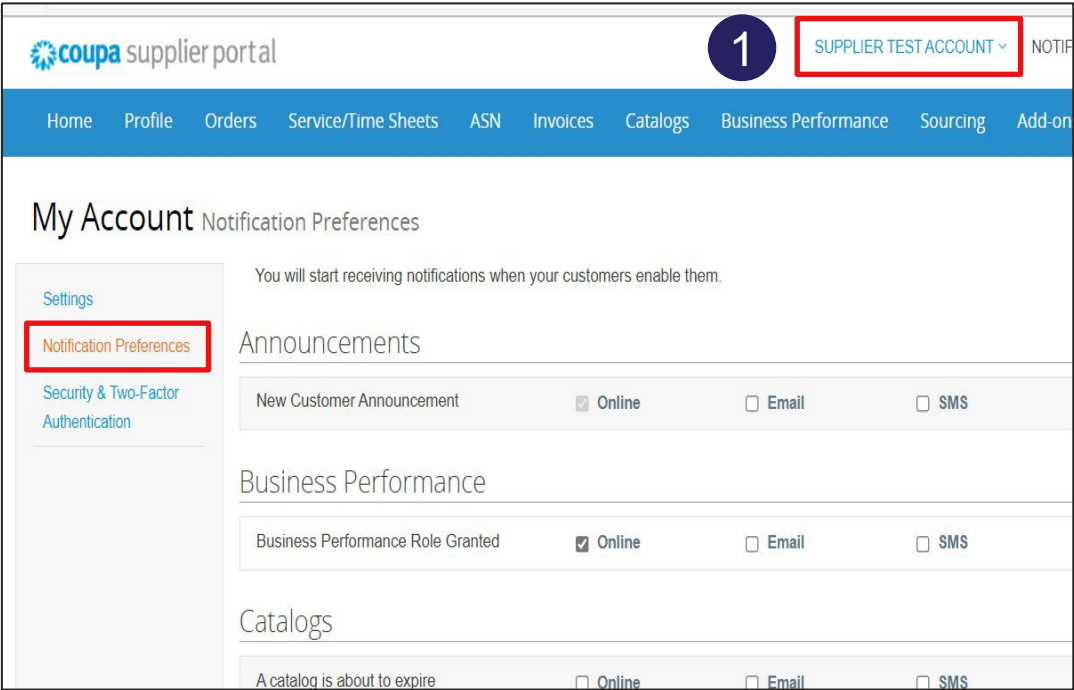 coupa supplier portal
1
SUPPLIER TEST ACCOUNT
NOTIF
Home Profile Orders Service/Time Sheets ASN Invoices Catalogs Business Performance Sourcing Add-on
My Account Notification Preferences
You will start receiving notifications when your customers enable them.
Settings
Notification Preferences
Security & Two-Factor
Authentication
Announcements
New Customer Announcement Online Email SMS
Business Performance
Business Performance Role Granted Online Email SMS
Catalogs
A catalog is about to expire Online Email SMS